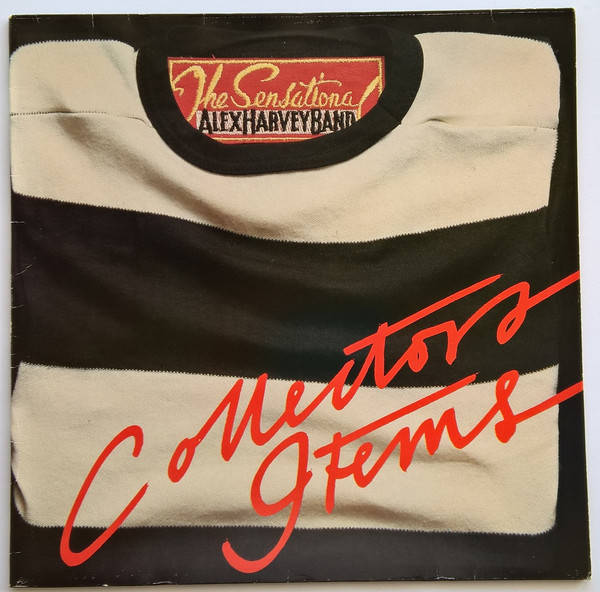 The Sensational
ALEX HARVEY BAND
Collectors
Items